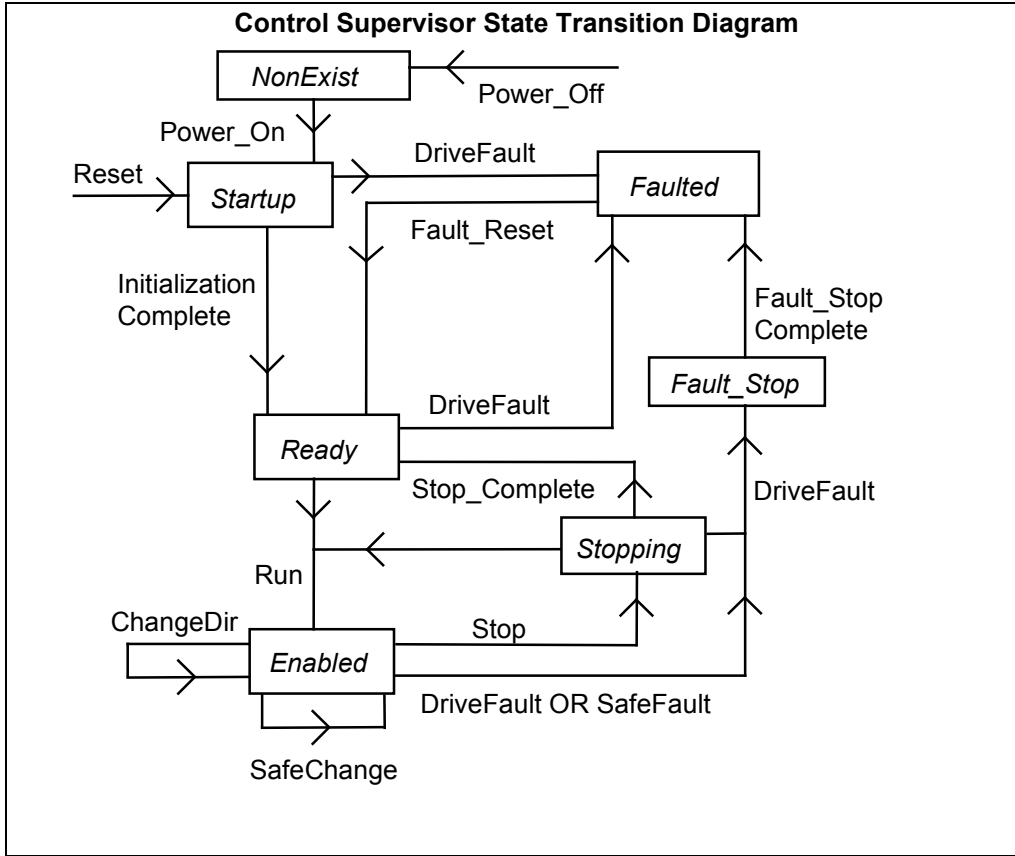 Control Supervisor State Transition Diagram
NonExist
Power_Off
Power_On
DriveFault
Reset
Startup
Faulted
Fault_Reset
Initialization
Complete
Fault_Stop
Complete
Fault_Stop
DriveFault
Ready
Stop_Complete
DriveFault
Stopping
Run
ChangeDir
Stop
Enabled
DriveFault OR SafeFault
SafeChange